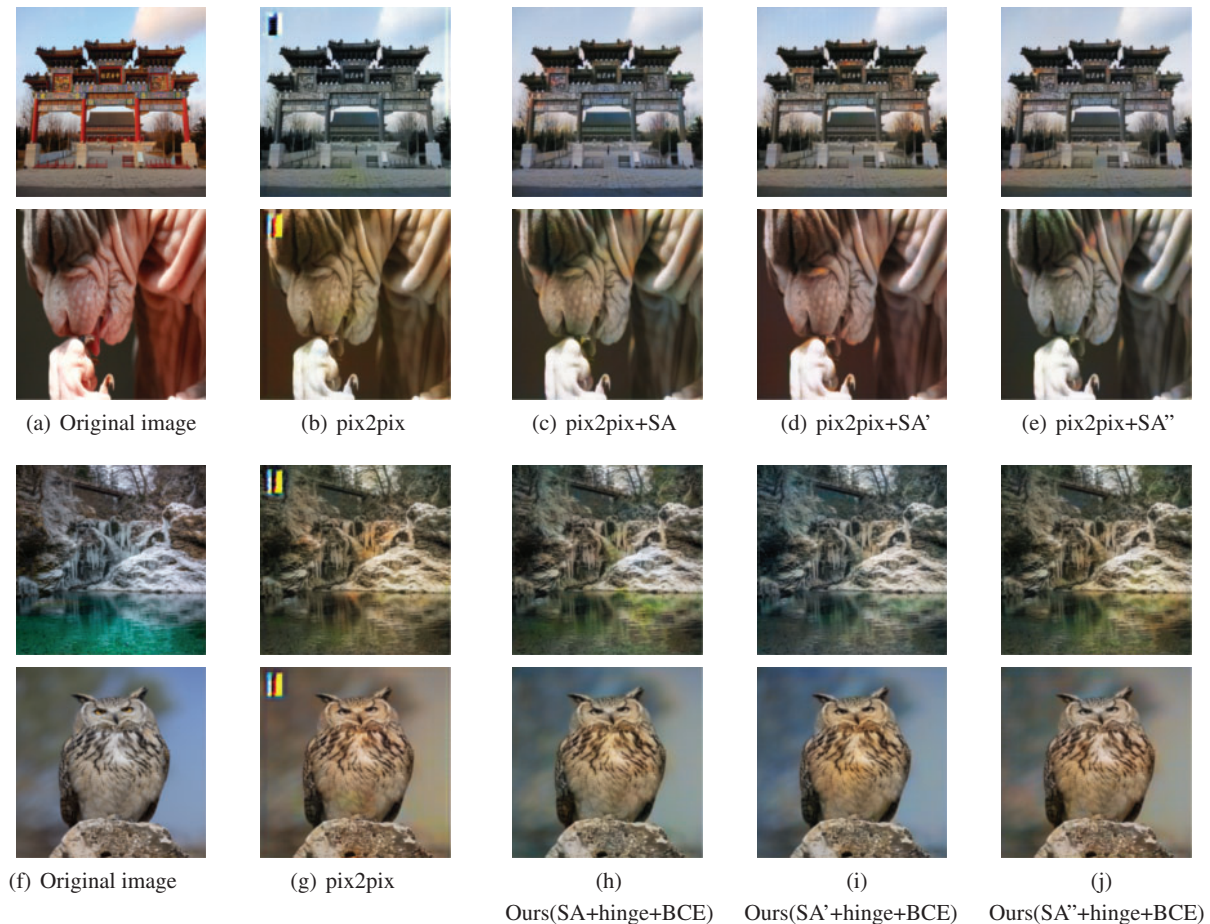 (a) Original image
(b) pix2pix
(c) pix2pix+SA
(d) pix2pix+SA'
(e) pix2pix+SA”
(f) Original image
(g) pix2pix
(h)
Ours(SA+hinge+BCE)
(i)
Ours(SA'+hinge+BCE)
(j)
Ours(SA”+hinge+BCE)